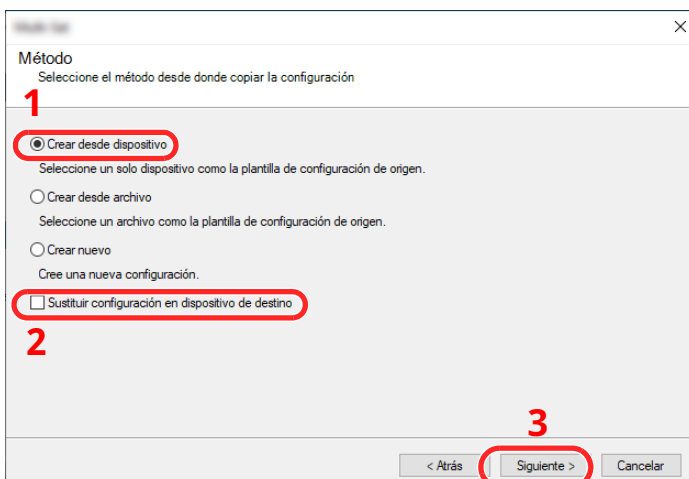 Método
Seleccione el método desde donde copiar la configuración
1
Crear desde dispositivo
Seleccione un solo dispositivo como la plantilla de configuración de origen.
Crear desde archivo
Seleccione un archivo como la plantilla de configuración de origen.
Crear nuevo
Cree una nueva configuración.
Sustituir configuración en dispositivo de destino
2
3
< Atrás
Siguiente >
Cancelar